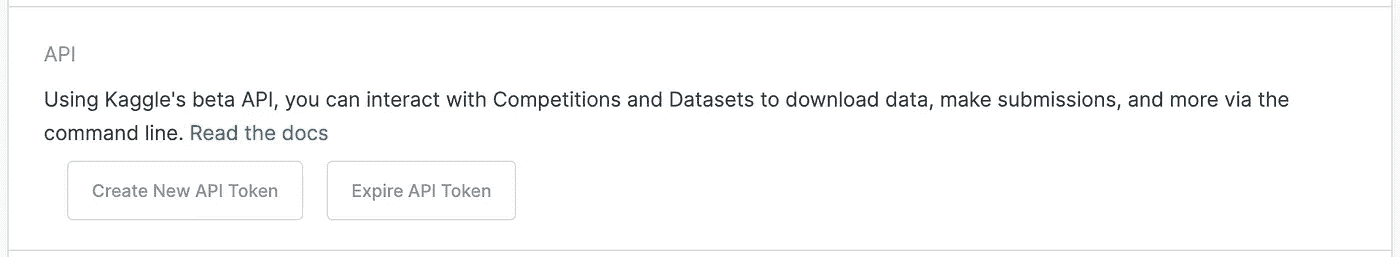 API
Using Kaggle's beta API, you can interact with Competitions and Datasets to download data, make submissions, and more via the
command line. Read the docs
Create New API Token Expire API Token